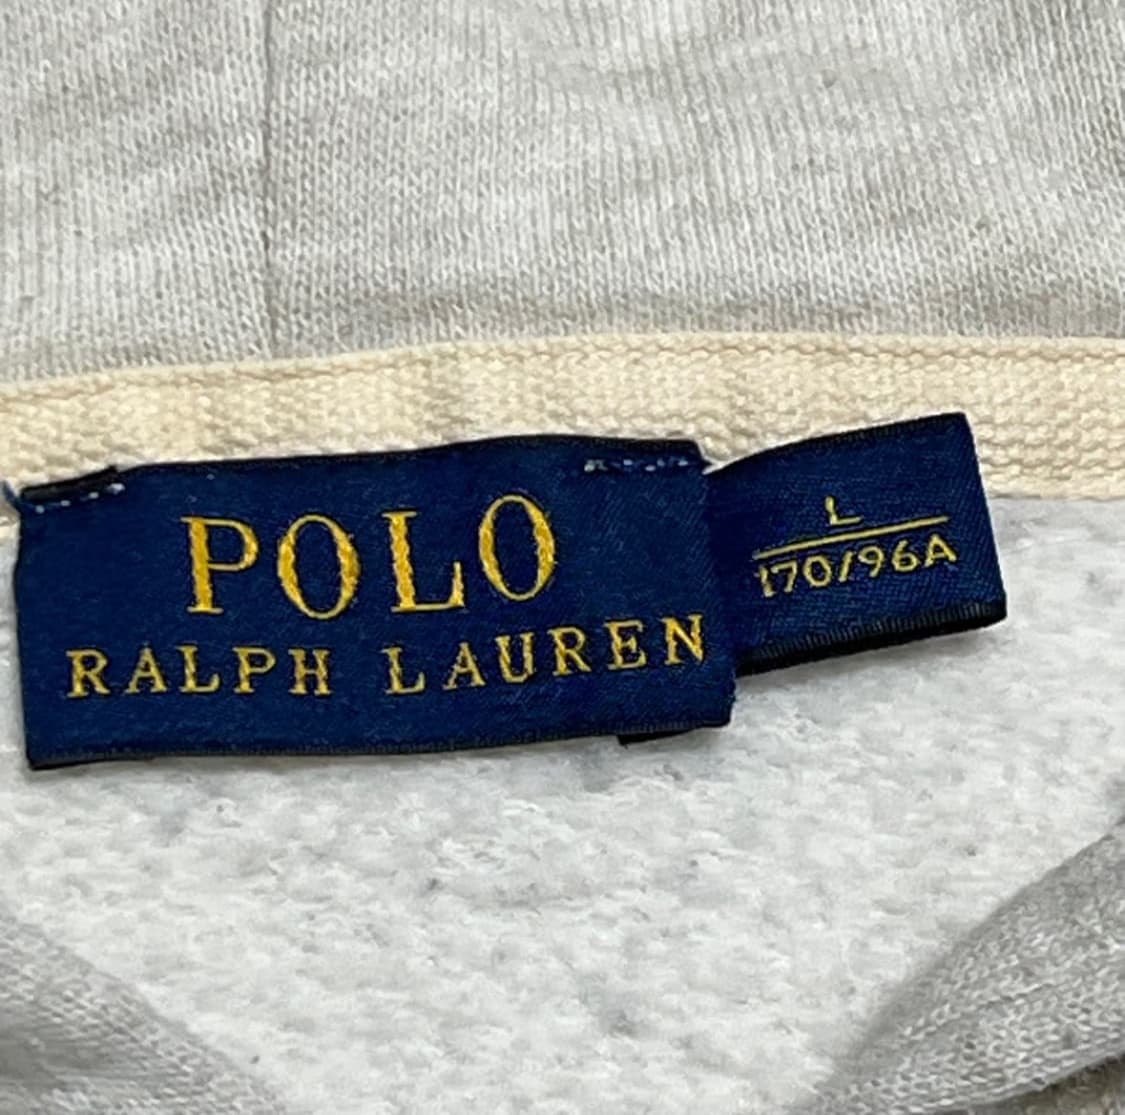 POLO
RALPH LAUREN
L
170/96A